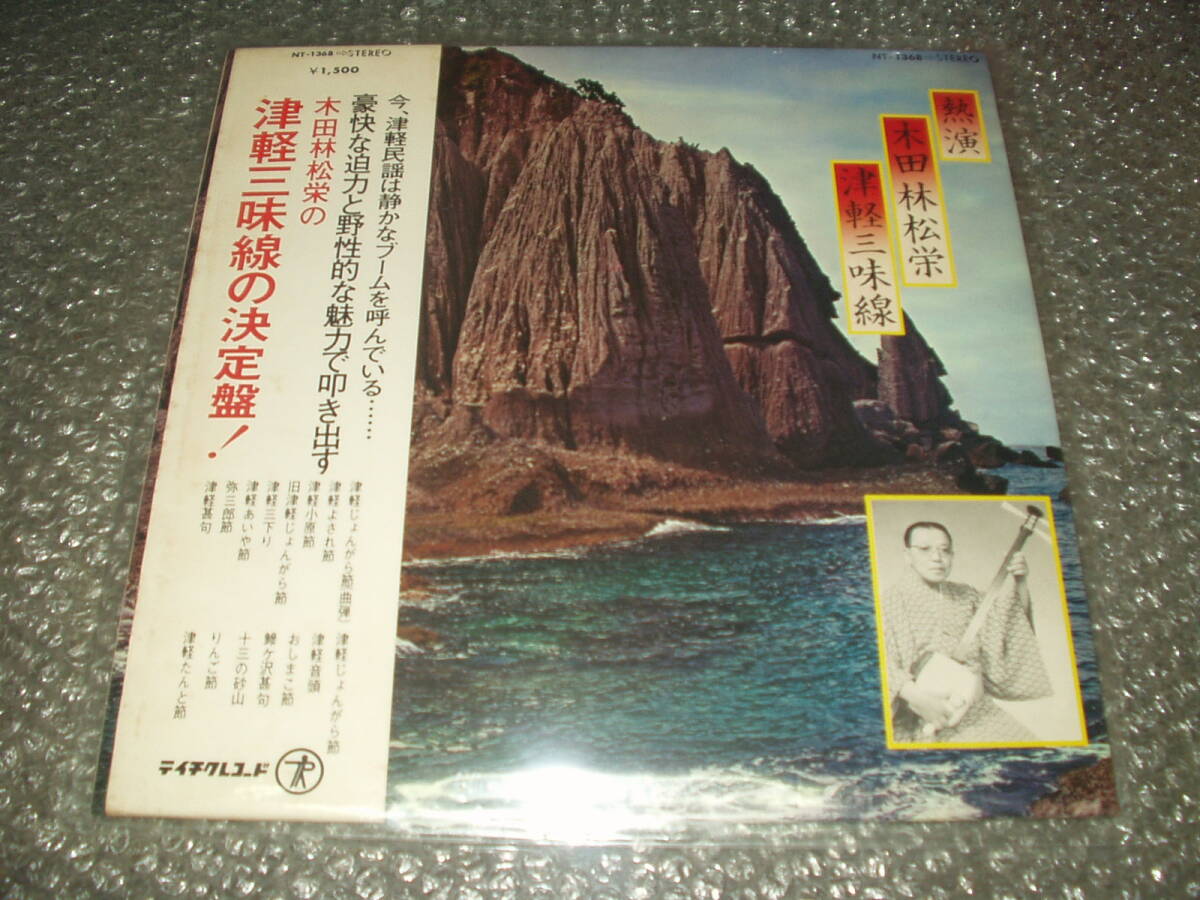 NT-1368 STEREO
¥1,500
今、津軽民謡は静かなブームを呼んでいる……
豪快な迫力と野性的な魅力で叩き出す
木田林松栄の
津軽三味線の決定盤!
津軽じょんがら節(曲弾)
津軽よされ節
津軽小原節
旧津軽じょんがら節
津軽三下り
津軽あいや節
弥三郎節
津軽甚句
津軽じょんがら節
津軽音頭
おしまこ節
鰺ヶ沢甚句
十三の砂山
りんご節
津軽たんと節
テイチクレコード
NT-1368 STEREO
熱演
木田林松栄
津軽三味線